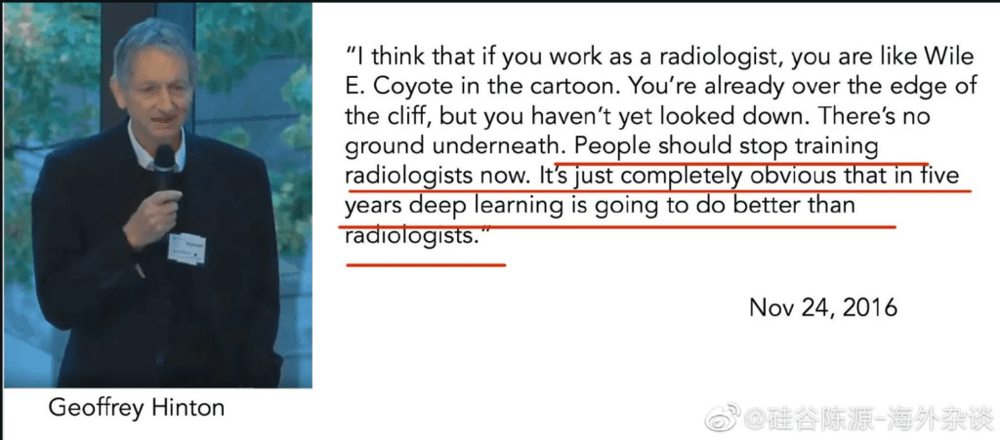 “I think that if you work as a radiologist, you are like Wile
E. Coyote in the cartoon. You’re already over the edge of
the cliff, but you haven’t yet looked down. There’s no
ground underneath. People should stop training
radiologists now. It’s just completely obvious that in five
years deep learning is going to do better than
radiologists.”
Nov 24, 2016
Geoffrey Hinton
@硅谷陈源-海外杂谈